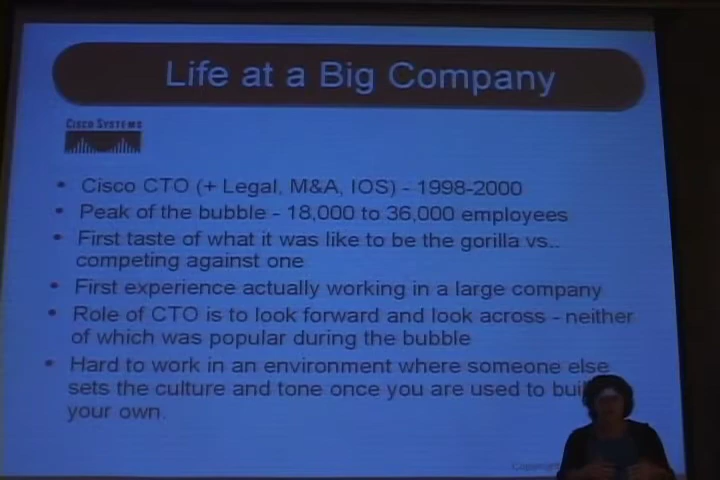 Life at a Big Company
CISCO SYSTEMS
• Cisco CTO (+ Legal, M&A, IOS) - 1998-2000
• Peak of the bubble - 18,000 to 36,000 employees
• First taste of what it was like to be the gorilla vs..
competing against one
• First experience actually working in a large company
• Role of CTO is to look forward and look across - neither
of which was popular during the bubble
• Hard to work in an environment where someone else
sets the culture and tone once you are used to
your own.